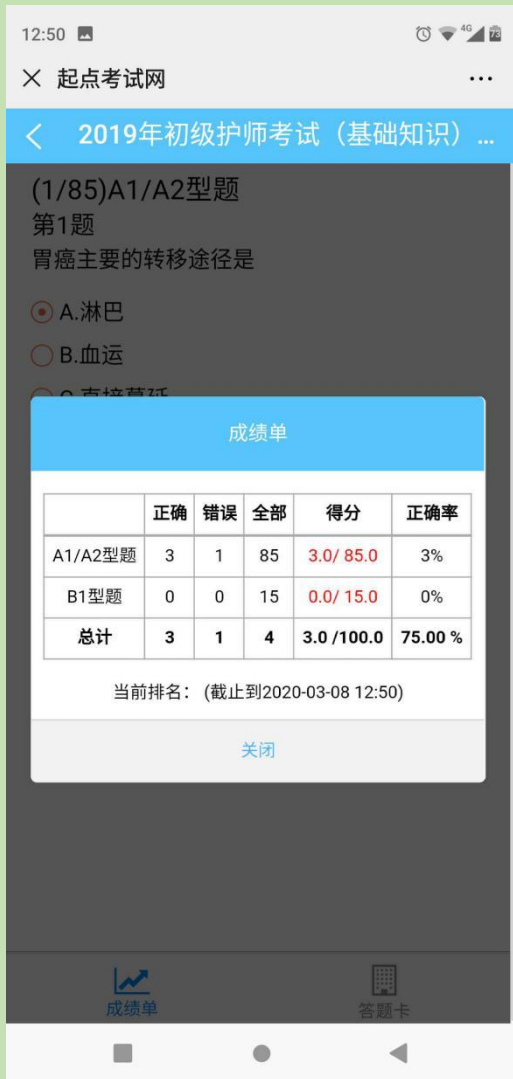 12:50 4G 73
起点考试网 ...
2019年初级护师考试（基础知识）...
(1/85)A1/A2型题
第1题
胃癌主要的转移途径是
A.淋巴
B.血运
C.直接蔓延
成绩单
正确 错误 全部 得分 正确率
A1/A2型题 3 1 85 3.0/ 85.0 3%
B1型题 0 0 15 0.0/ 15.0 0%
总计 3 1 4 3.0 /100.0 75.00 %
当前排名： (截止到2020-03-08 12:50)
关闭
成绩单 答题卡